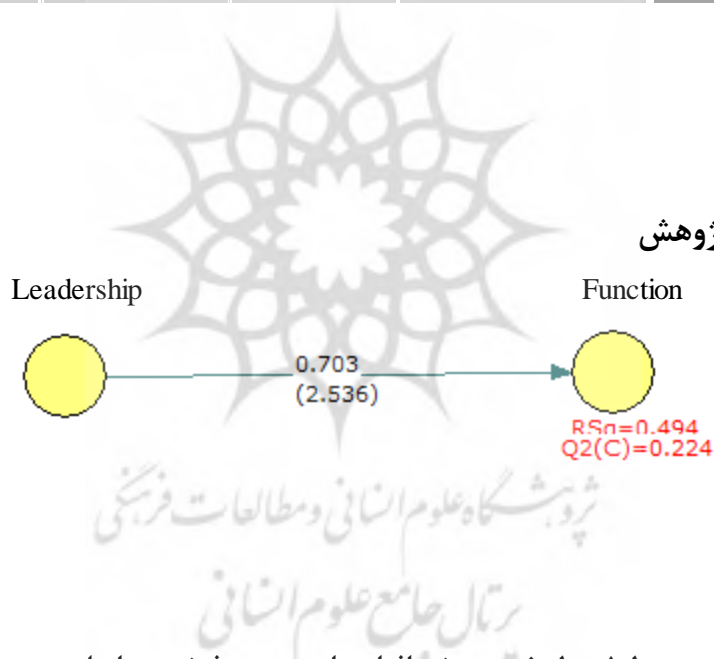 Leadership Function
0.703
(2.536)
RSq=0.494
Q2(C)=0.224
پژوهشگاه علوم انسانی و مطالعات فرهنگی
پرتال جامع علوم انسانی